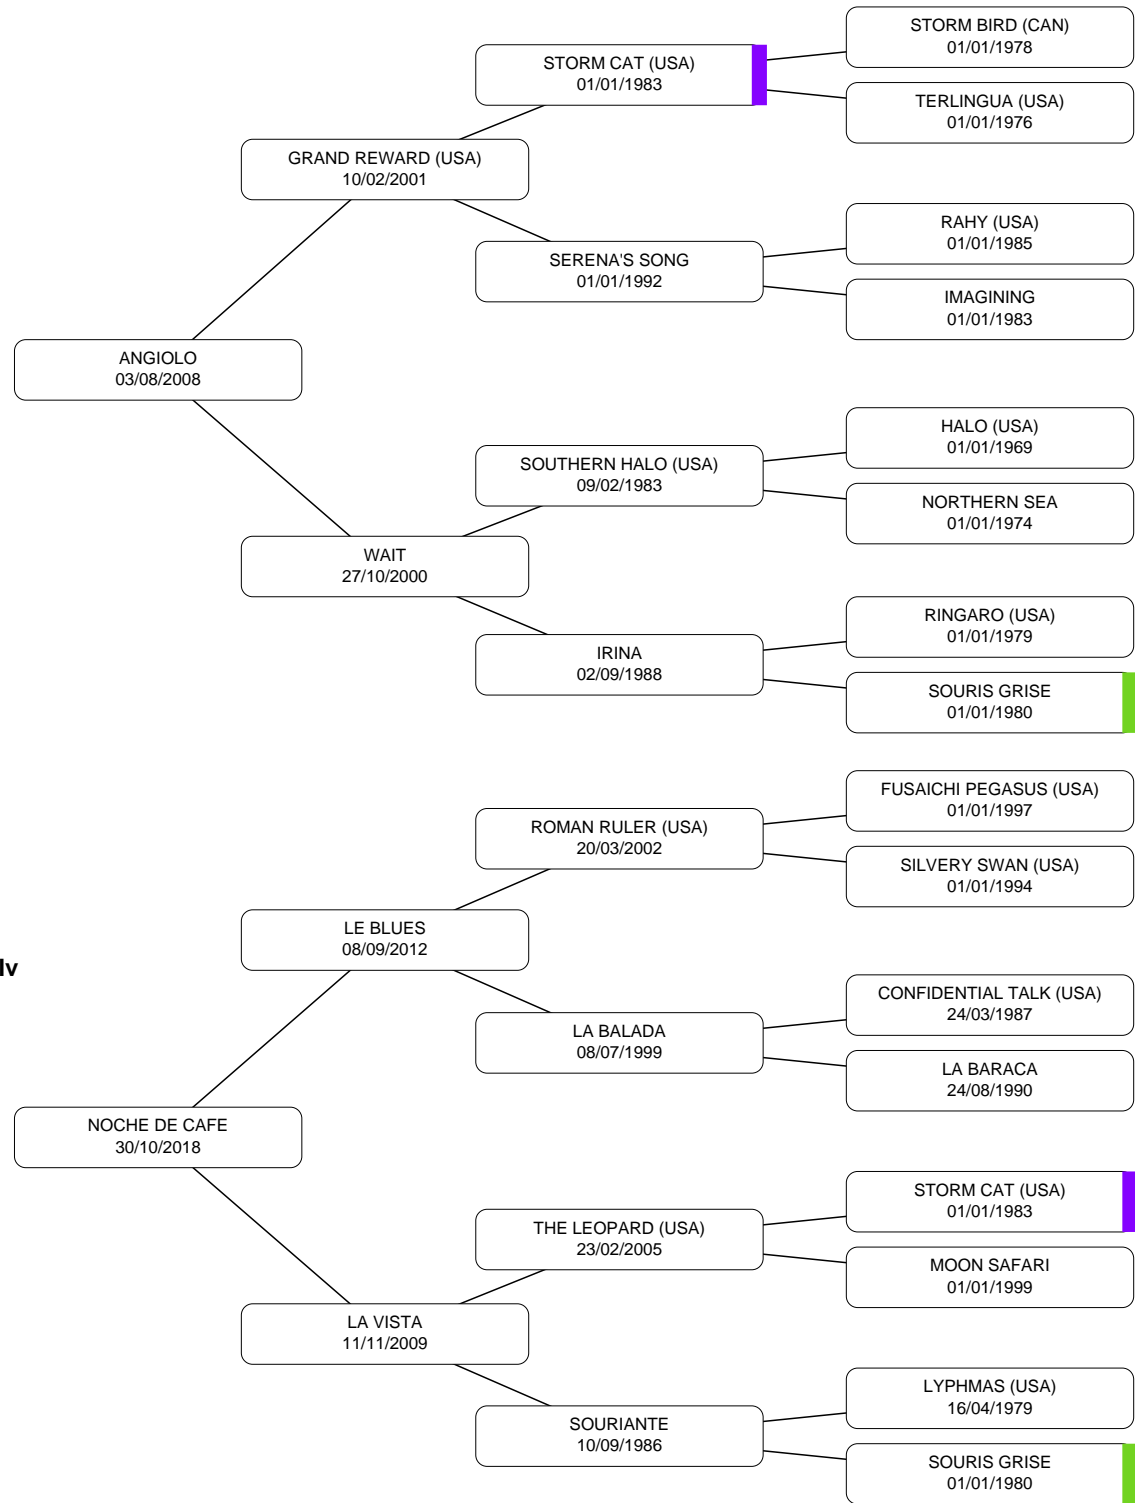 STORM BIRD (CAN)
01/01/1978
STORM CAT (USA)
01/01/1983
TERLINGUA (USA)
01/01/1976
GRAND REWARD (USA)
10/02/2001
RAHY (USA)
01/01/1985
SERENA'S SONG
01/01/1992
IMAGINING
01/01/1983
ANGIOLO
03/08/2008
HALO (USA)
01/01/1969
SOUTHERN HALO (USA)
09/02/1983
NORTHERN SEA
01/01/1974
WAIT
27/10/2000
RINGARO (USA)
01/01/1979
IRINA
02/09/1988
SOURIS GRISE
01/01/1980
FUSAICHI PEGASUS (USA)
01/01/1997
ROMAN RULER (USA)
20/03/2002
SILVERY SWAN (USA)
01/01/1994
LE BLUES
08/09/2012
CONFIDENTIAL TALK (USA)
24/03/1987
LA BALADA
08/07/1999
LA BARACA
24/08/1990
NOCHE DE CAFE
30/10/2018
STORM CAT (USA)
01/01/1983
THE LEOPARD (USA)
23/02/2005
MOON SAFARI
01/01/1999
LA VISTA
11/11/2009
LYPHMAS (USA)
16/04/1979
SOURIANTE
10/09/1986
SOURIS GRISE
01/01/1980